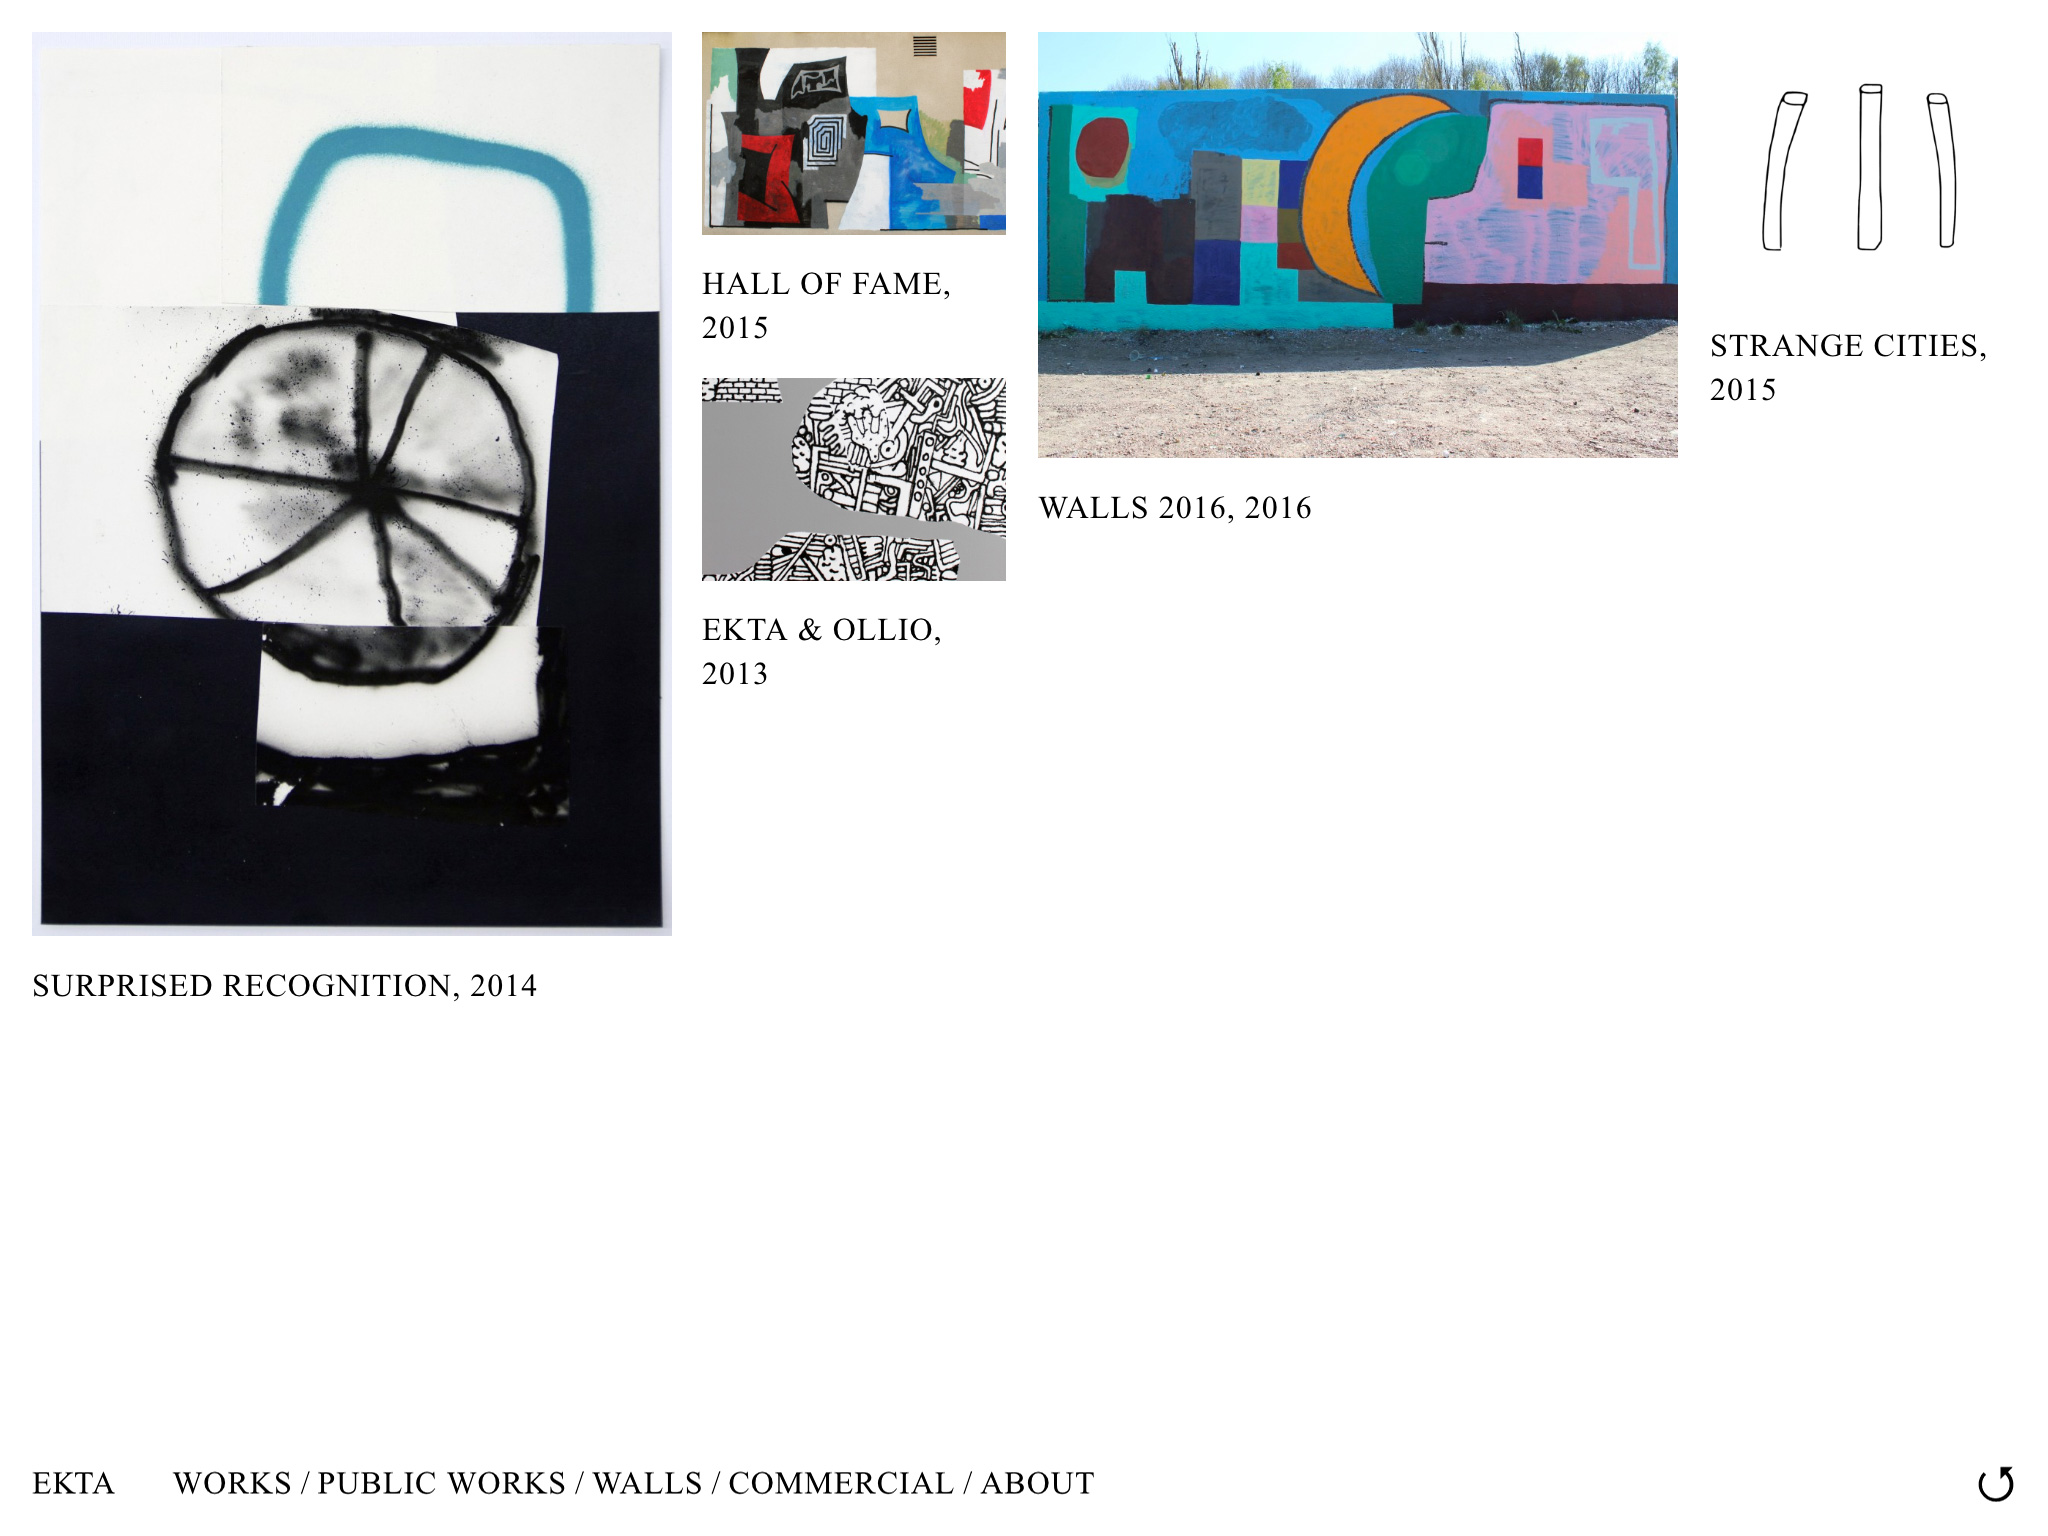 HALL OF FAME,
2015
STRANGE CITIES,
2015
WALLS 2016, 2016
EKTA & OLLIO,
2013
SURPRISED RECOGNITION, 2014
EKTA WORKS / PUBLIC WORKS / WALLS / COMMERCIAL / ABOUT